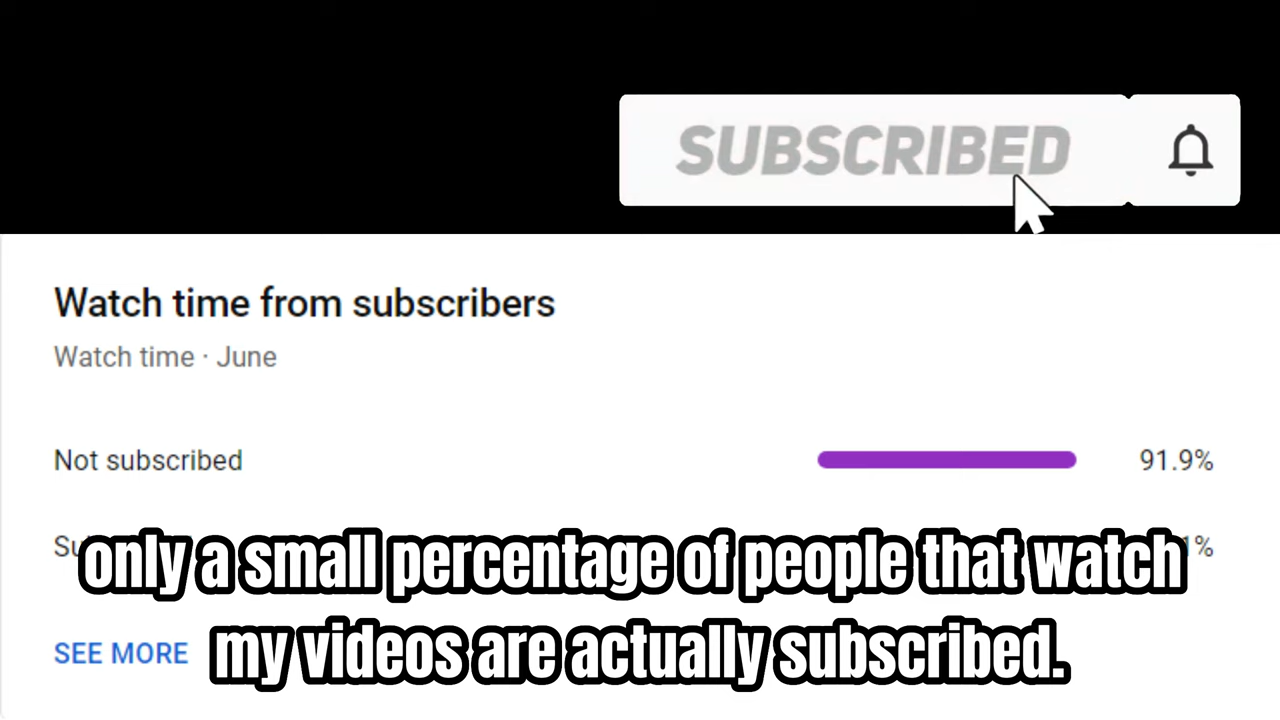 SUBSCRIBED
Watch time from subscribers
Watch time · June
Not subscribed 91.9%
only a small percentage of people that watch
my videos are actually subscribed.
SEE MORE